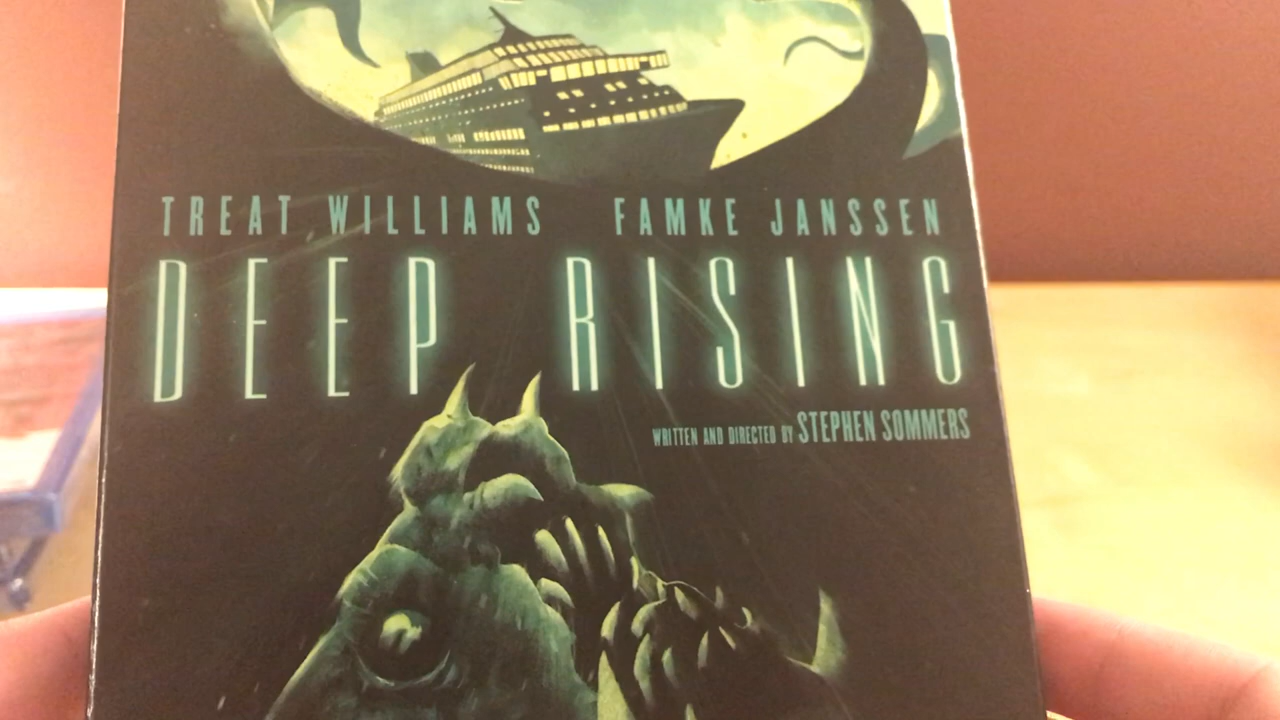 TREAT WILLIAMS FAMKE JANSSEN
DEEP RISING
WRITTEN AND DIRECTED BY STEPHEN SOMMERS